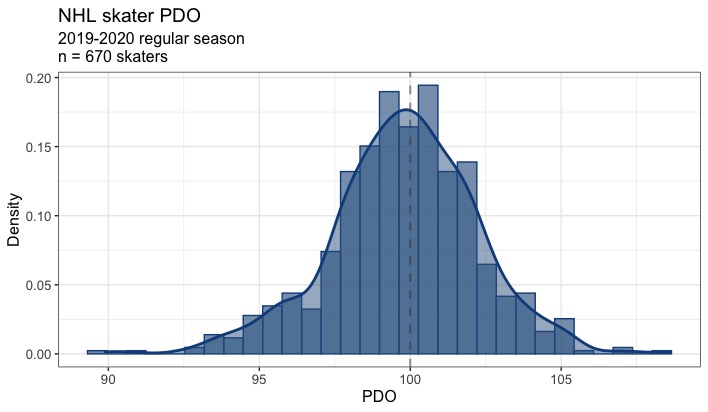 NHL skater PDO
2019-2020 regular season
n = 670 skaters
0.20
0.15
0.10
0.05
0.00
Density
90
95
100
105
PDO